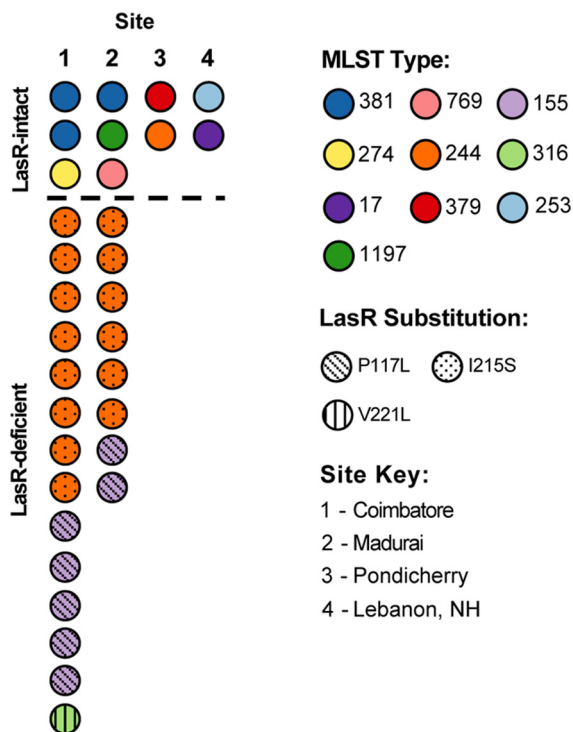 Site
1 2 3 4
LasR-intact
LasR-deficient
MLST Type:
381 769 155
274 244 316
17 379 253
1197
LasR Substitution:
P117L I215S
V221L
Site Key:
1 - Coimbatore
2 - Madurai
3 - Pondicherry
4 - Lebanon, NH